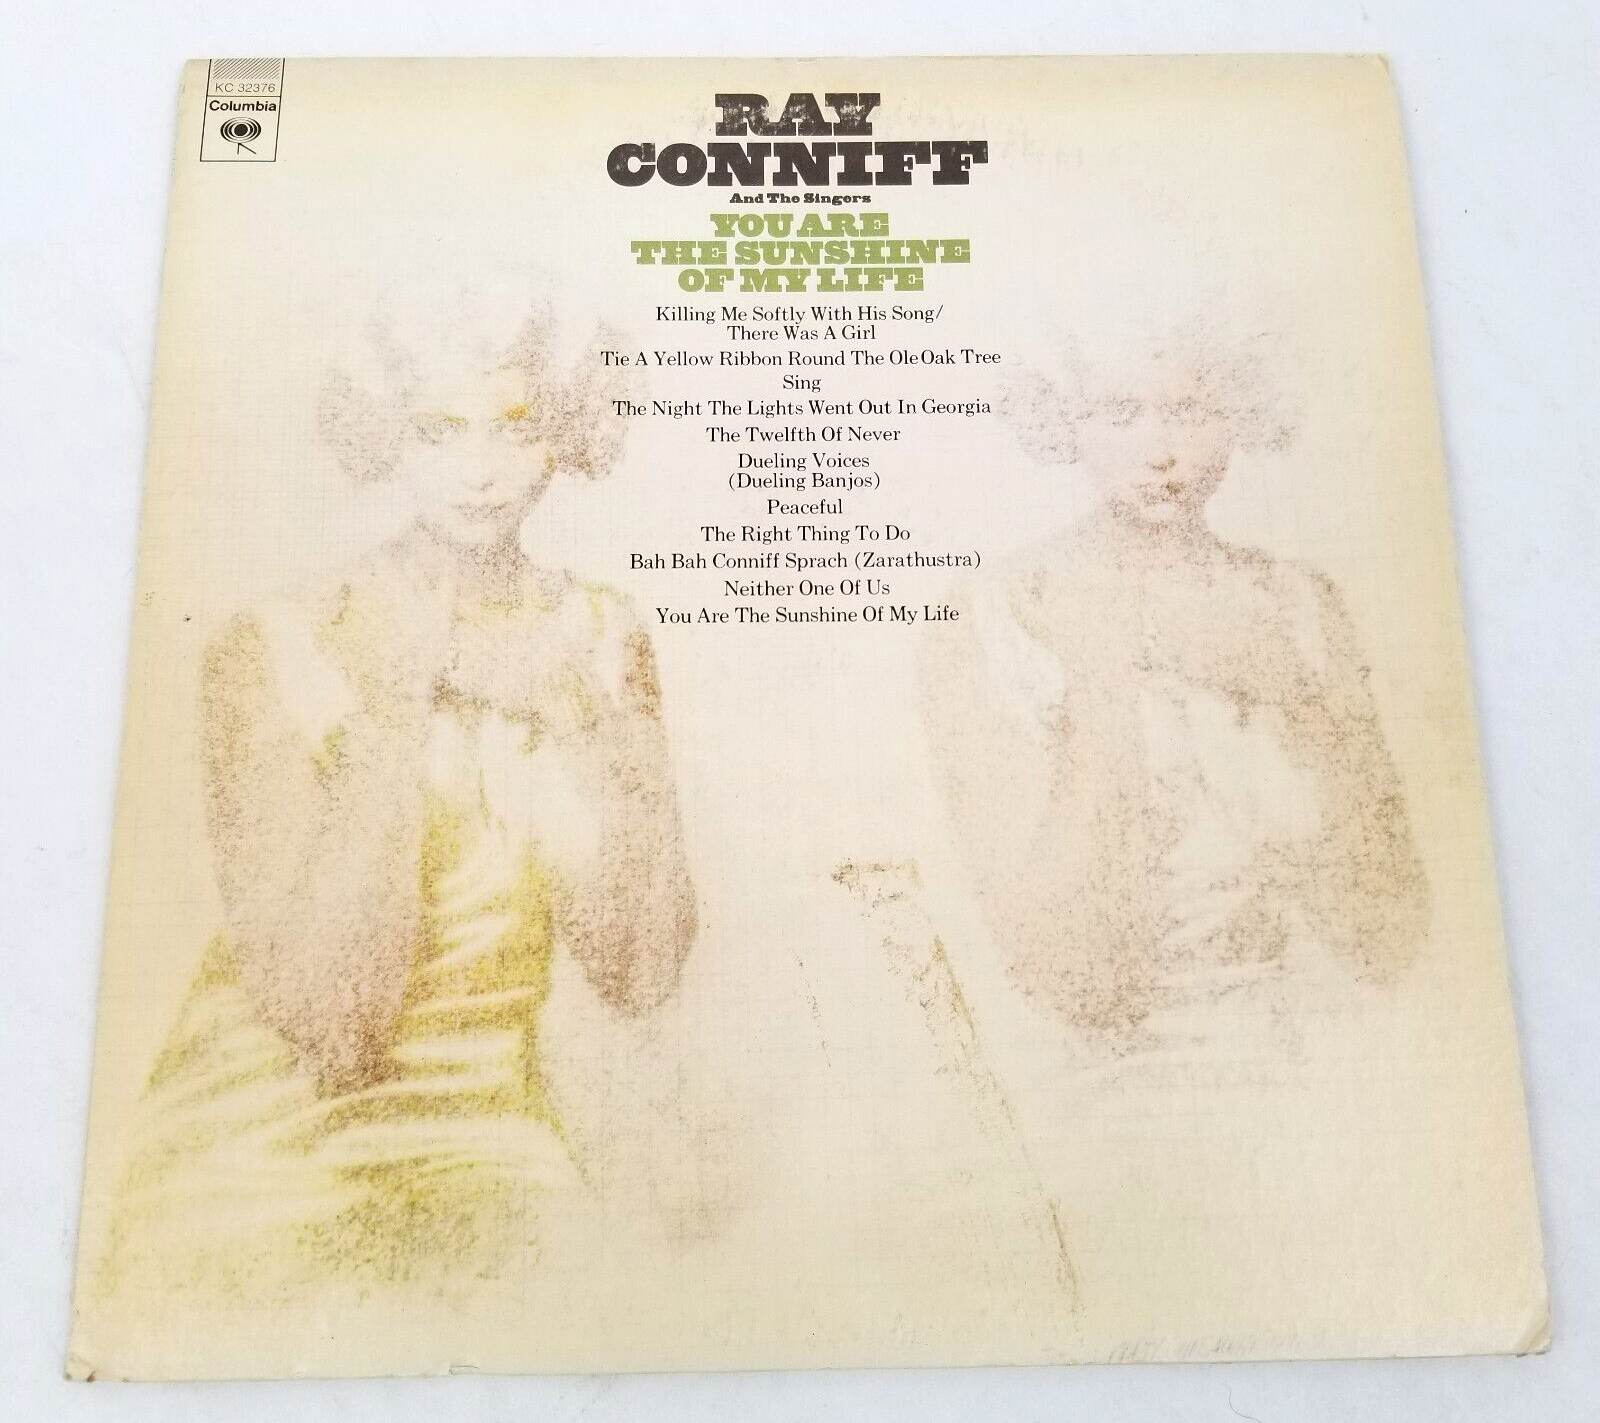 KC 32376
Columbia
RAY
CONNIFF
And The Singers
YOU ARE
THE SUNSHINE
OF MY LIFE
Killing Me Softly With His Song/
There Was A Girl
Tie A Yellow Ribbon Round The Ole Oak Tree
Sing
The Night The Lights Went Out In Georgia
The Twelfth Of Never
Dueling Voices
(Dueling Banjos)
Peaceful
The Right Thing To Do
Bah Bah Conniff Sprach (Zarathustra)
Neither One Of Us
You Are The Sunshine Of My Life